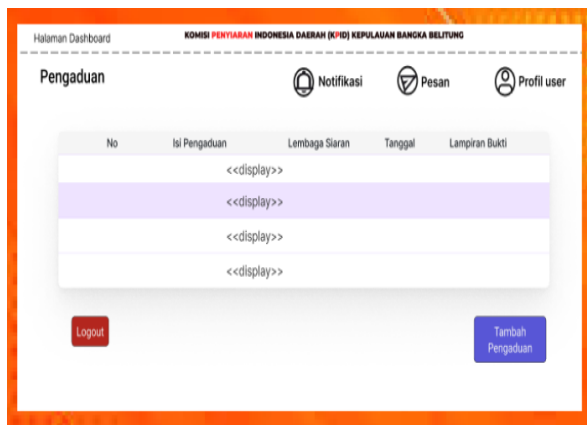 Halaman Dashboard KOMISI PENYIARAN INDONESIA DAERAH (KPID) KEPULAUAN BANGKA BELITUNG
Pengaduan Notifikasi Pesan Profil user
No Isi Pengaduan Lembaga Siaran Tanggal Lampiran Bukti
<<display>>
<<display>>
<<display>>
<<display>>
Logout
Tambah
Pengaduan